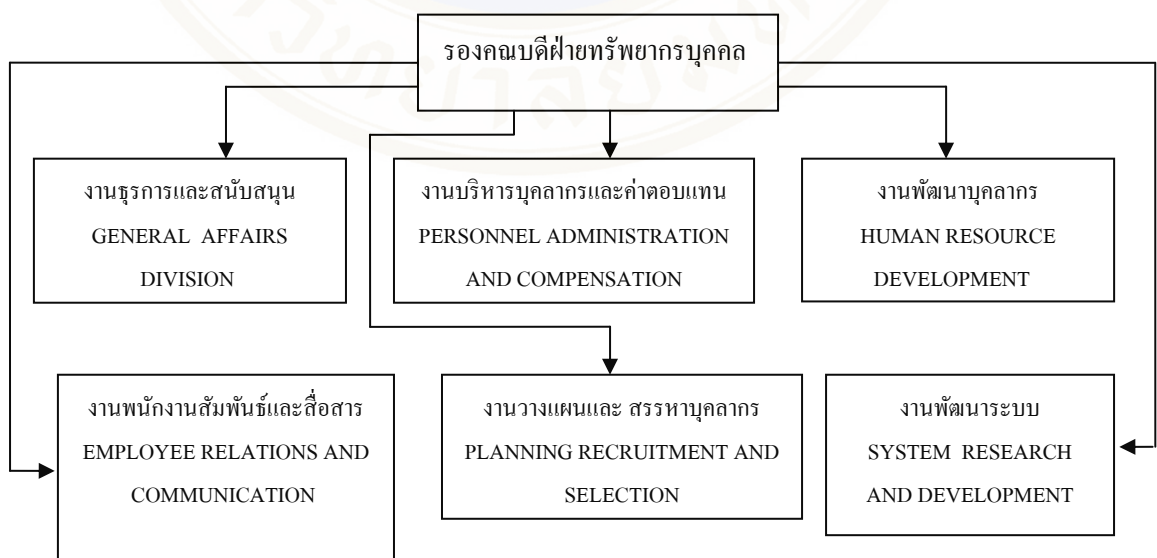 รองคณบดีฝ่ายทรัพยากรบุคคล
งานธุรการและสนับสนุน
GENERAL AFFAIRS
DIVISION
งานบริหารบุคลากรและค่าตอบแทน
PERSONNEL ADMINISTRATION
AND COMPENSATION
งานพัฒนาบุคลากร
HUMAN RESOURCE
DEVELOPMENT
งานพนักงานสัมพันธ์และสื่อสาร
EMPLOYEE RELATIONS AND
COMMUNICATION
งานวางแผนและ สรรหาบุคลากร
PLANNING RECRUITMENT AND
SELECTION
งานพัฒนาระบบ
SYSTEM RESEARCH
AND DEVELOPMENT